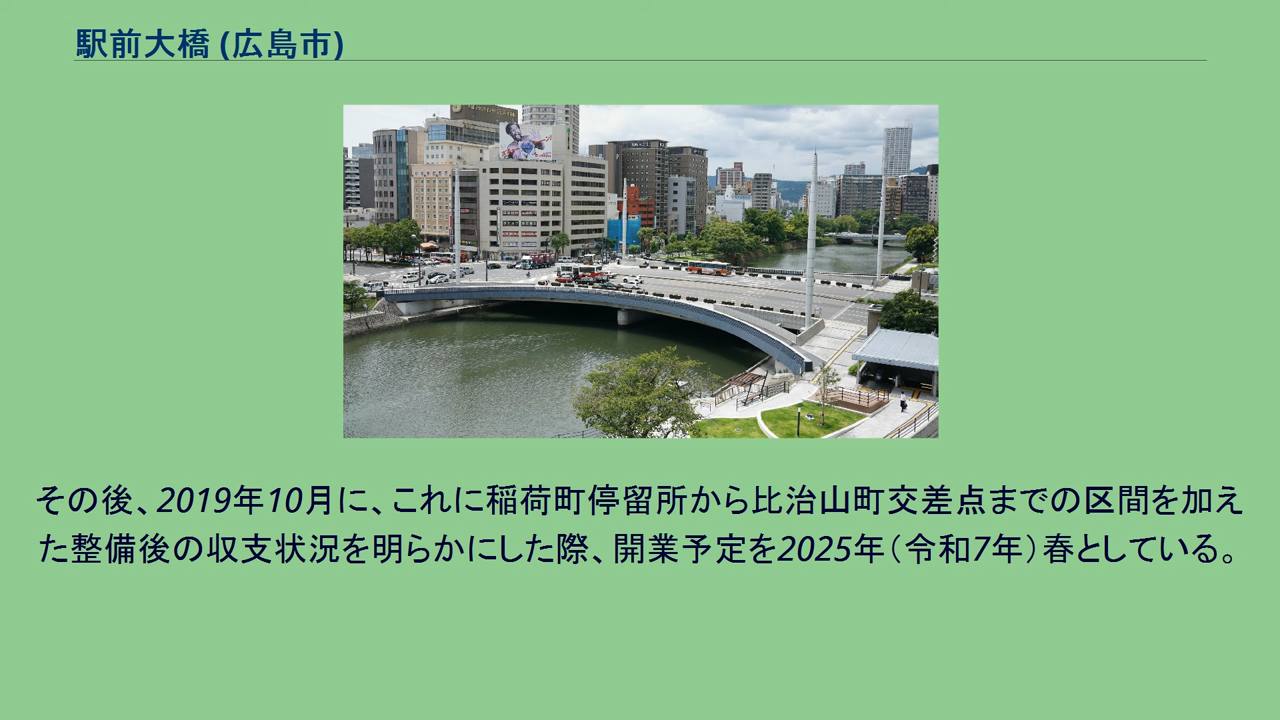 駅前大橋 (広島市)
その後、2019年10月に、これに稲荷町停留所から比治山町交差点までの区間を加え
た整備後の収支状況を明らかにした際、開業予定を2025年（令和7年）春としている。